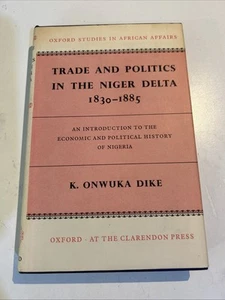 OXFORD STUDIES IN AFRICAN AFFAIRS
TRADE AND POLITICS
IN THE NIGER DELTA
1830–1885
AN INTRODUCTION TO THE
ECONOMIC AND POLITICAL HISTORY
OF NIGERIA
K. ONWUKA DIKE
OXFORD · AT THE CLARENDON PRESS